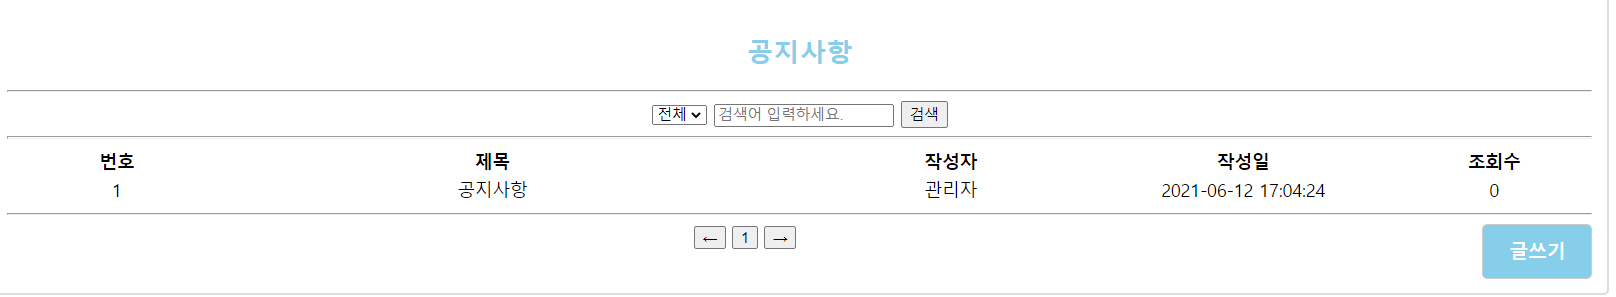 공지사항
전체 검색어 입력하세요. 검색
번호 제목 작성자 작성일 조회수
1 공지사항 관리자 2021-06-12 17:04:24 0
← 1 →
글쓰기